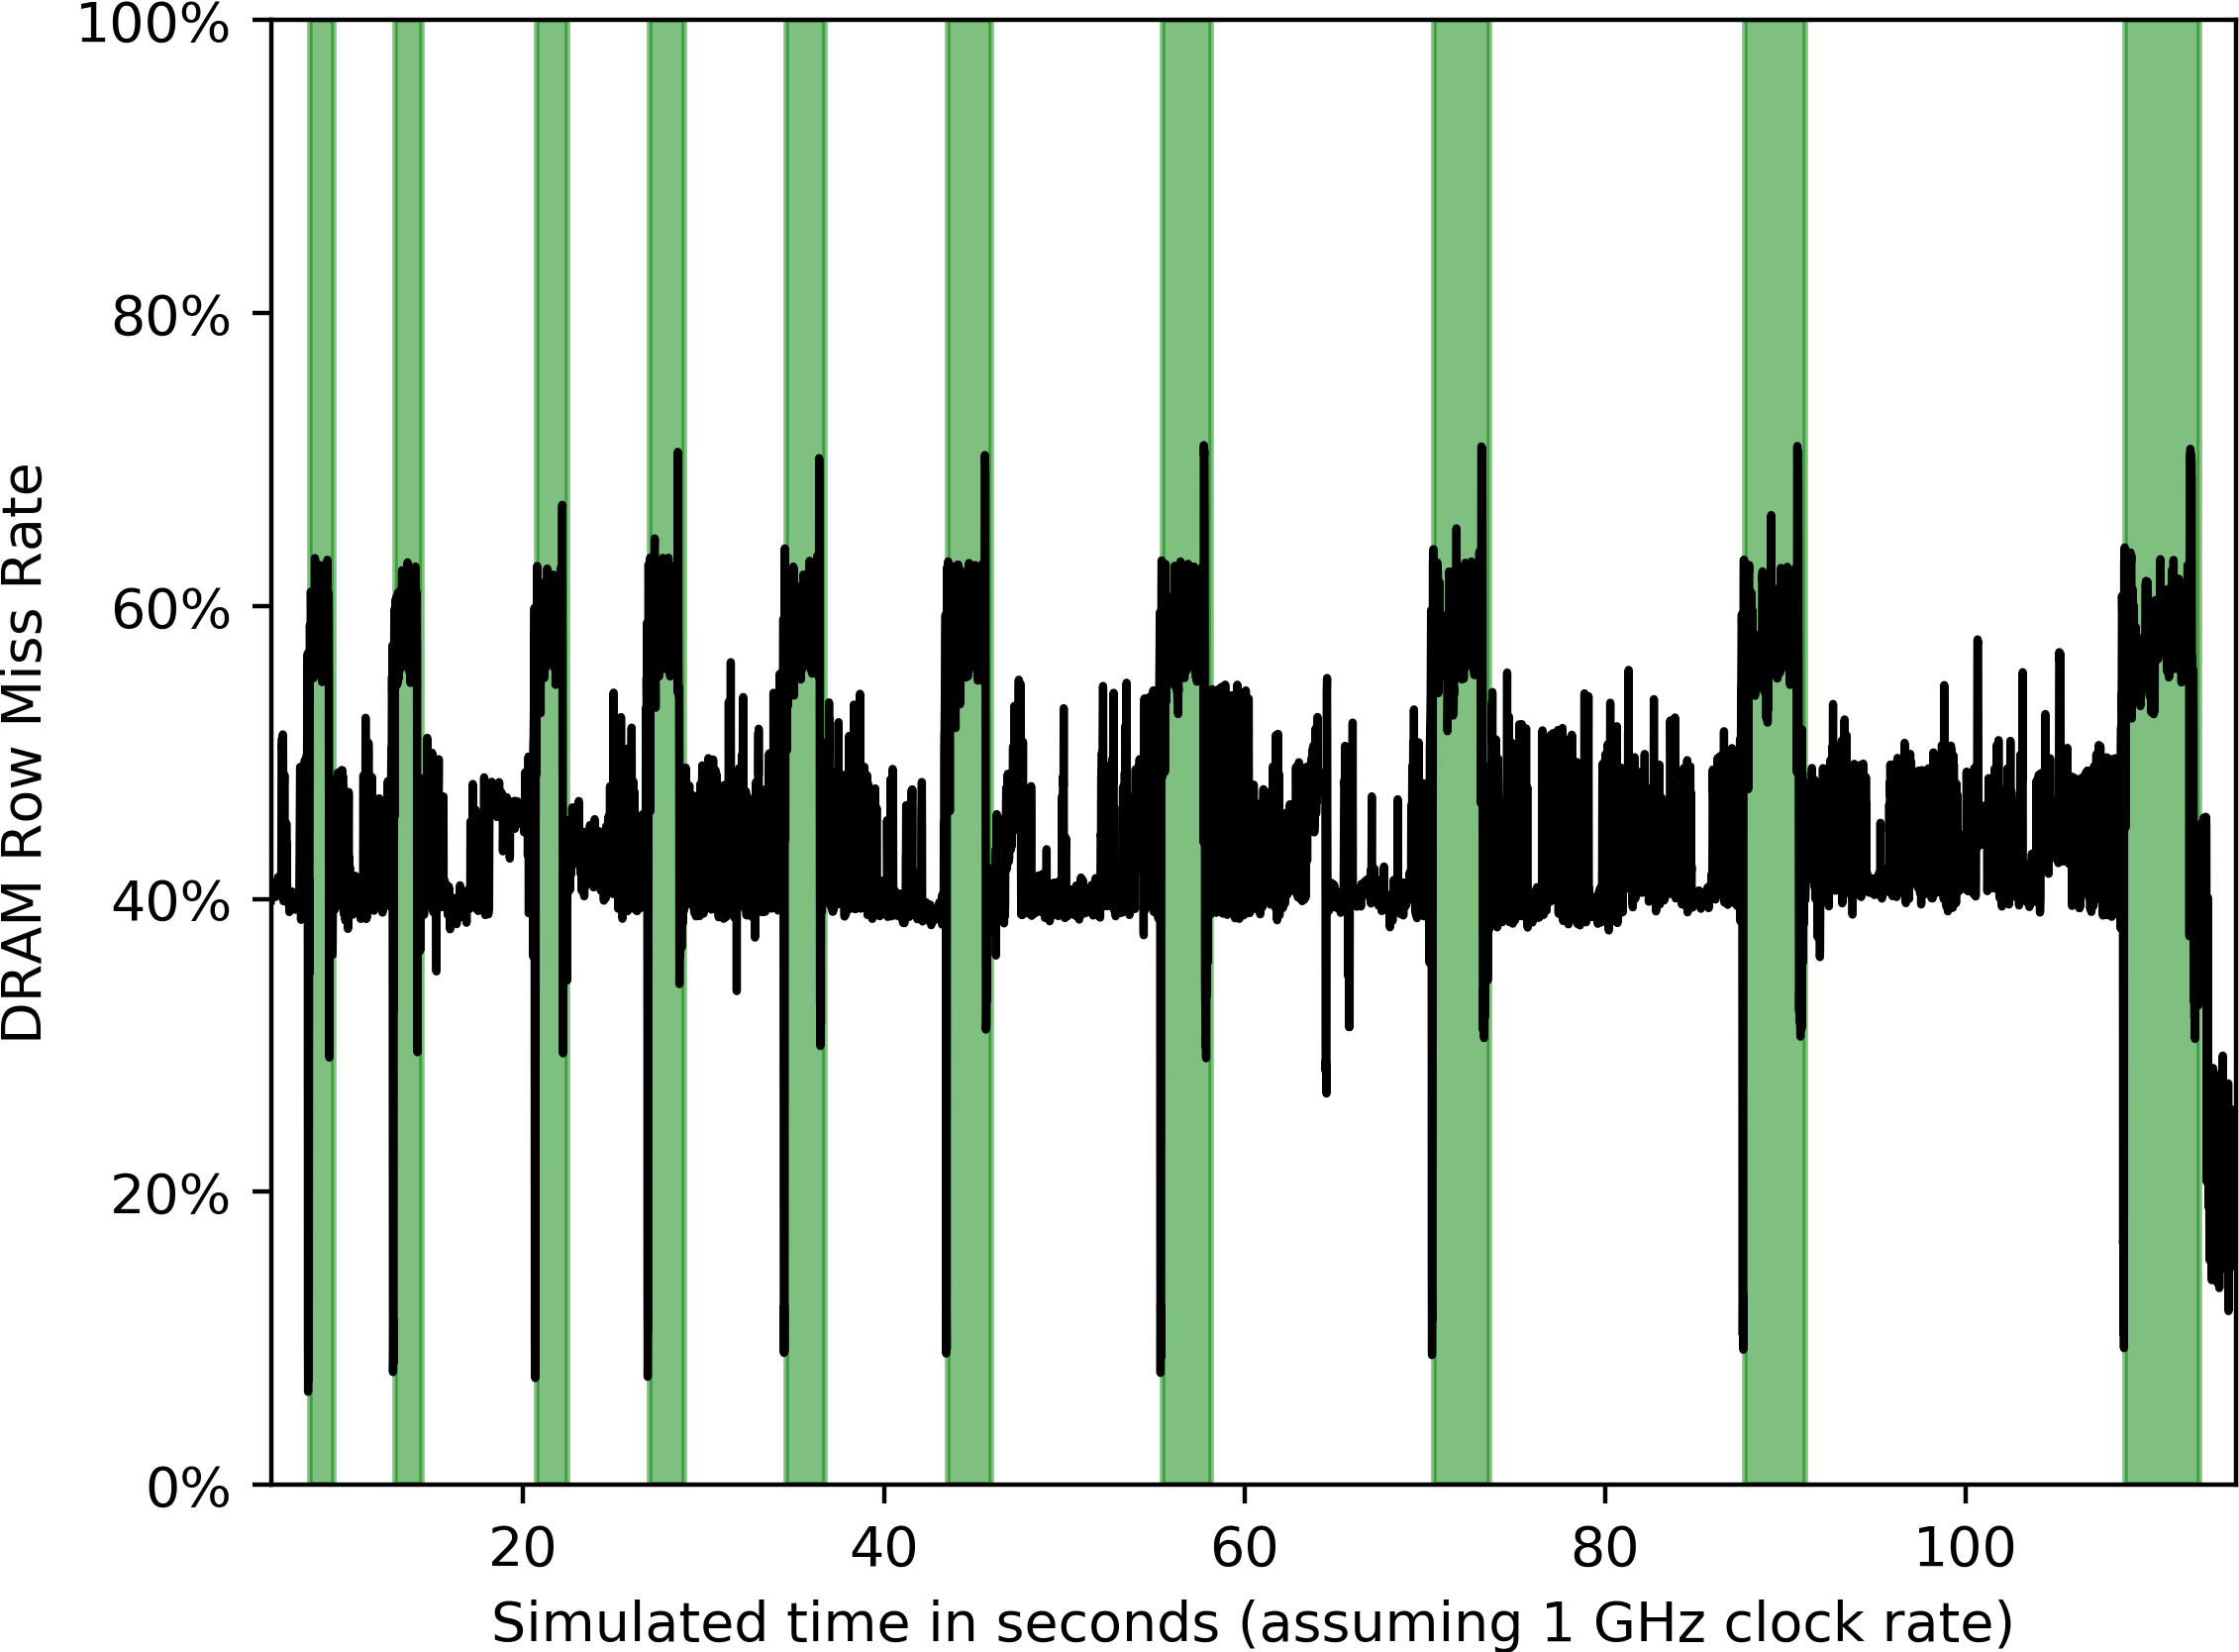 100%
80%
60%
40%
20%
0%
DRAM Row Miss Rate
20 40 60 80 100
Simulated time in seconds (assuming 1 GHz clock rate)